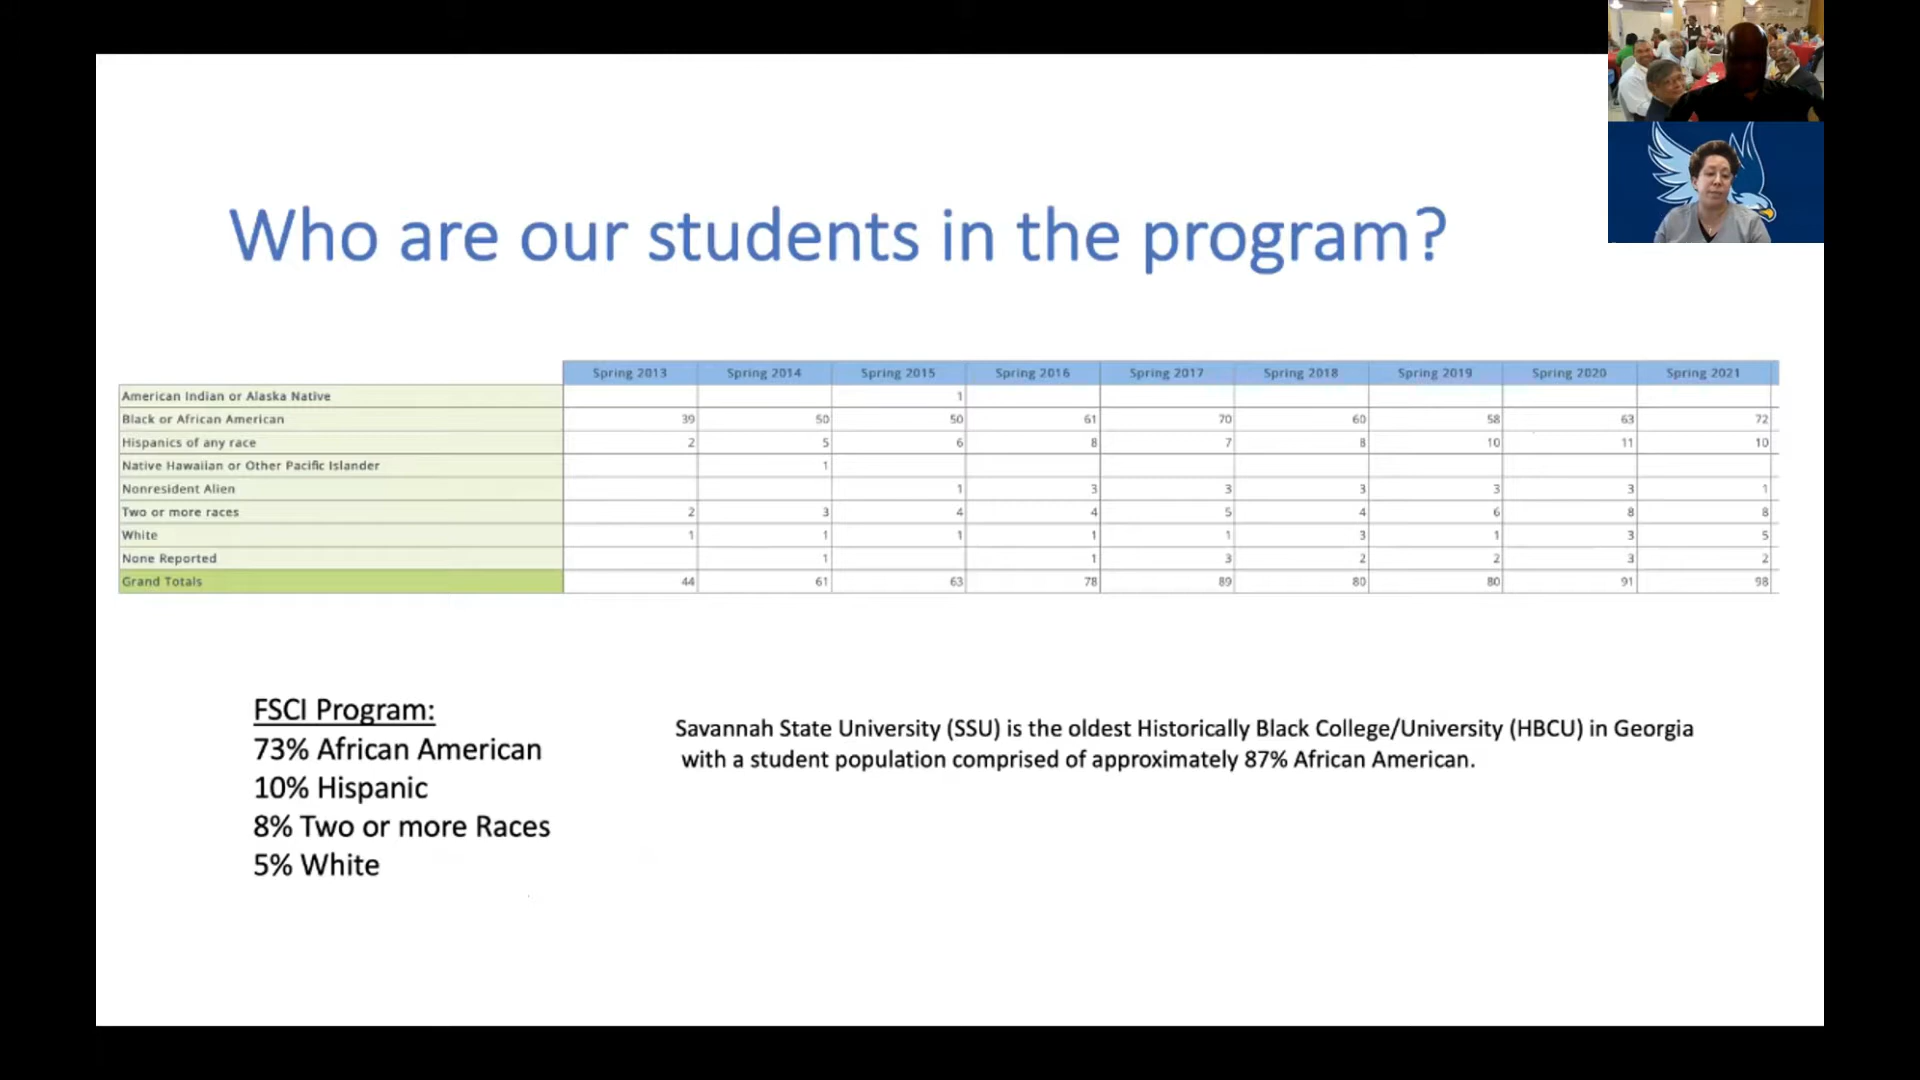 Who are our students in the program?
Spring 2013 Spring 2014 Spring 2015 Spring 2016 Spring 2017 Spring 2018 Spring 2019 Spring 2020 Spring 2021
American Indian or Alaska Native 1
Black or African American 39 50 50 61 70 60 58 63 72
Hispanics of any race 2 5 6 8 7 8 10 11 10
Native Hawaiian or Other Pacific Islander 1
Nonresident Alien 1 3 3 3 3 3 1
Two or more races 2 3 4 4 5 4 6 8 8
White 1 1 1 1 1 3 1 3 5
None Reported 1 1 3 2 2 3 2
Grand Totals 44 61 63 78 89 80 80 91 98
FSCI Program:
73% African American
10% Hispanic
8% Two or more Races
5% White
Savannah State University (SSU) is the oldest Historically Black College/University (HBCU) in Georgia
with a student population comprised of approximately 87% African American.